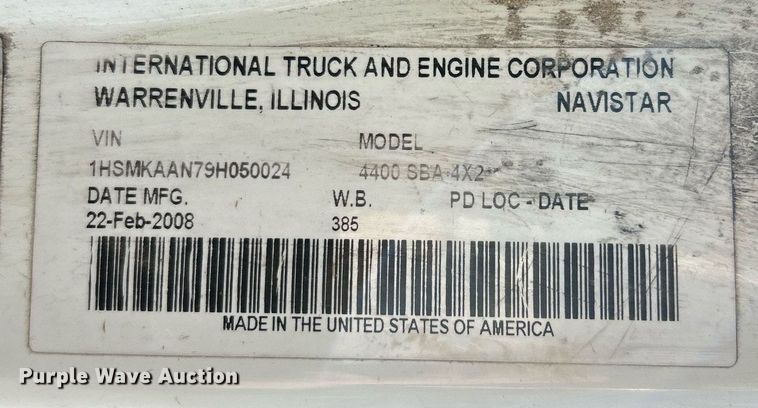 INTERNATIONAL TRUCK AND ENGINE CORPORATION
WARRENVILLE, ILLINOIS NAVISTAR
VIN MODEL
1HSMKAAN79H050024 4400 SBA 4X2
DATE MFG. W.B. PD LOC - DATE
22-Feb-2008 385
MADE IN THE UNITED STATES OF AMERICA
Purple Wave Auction